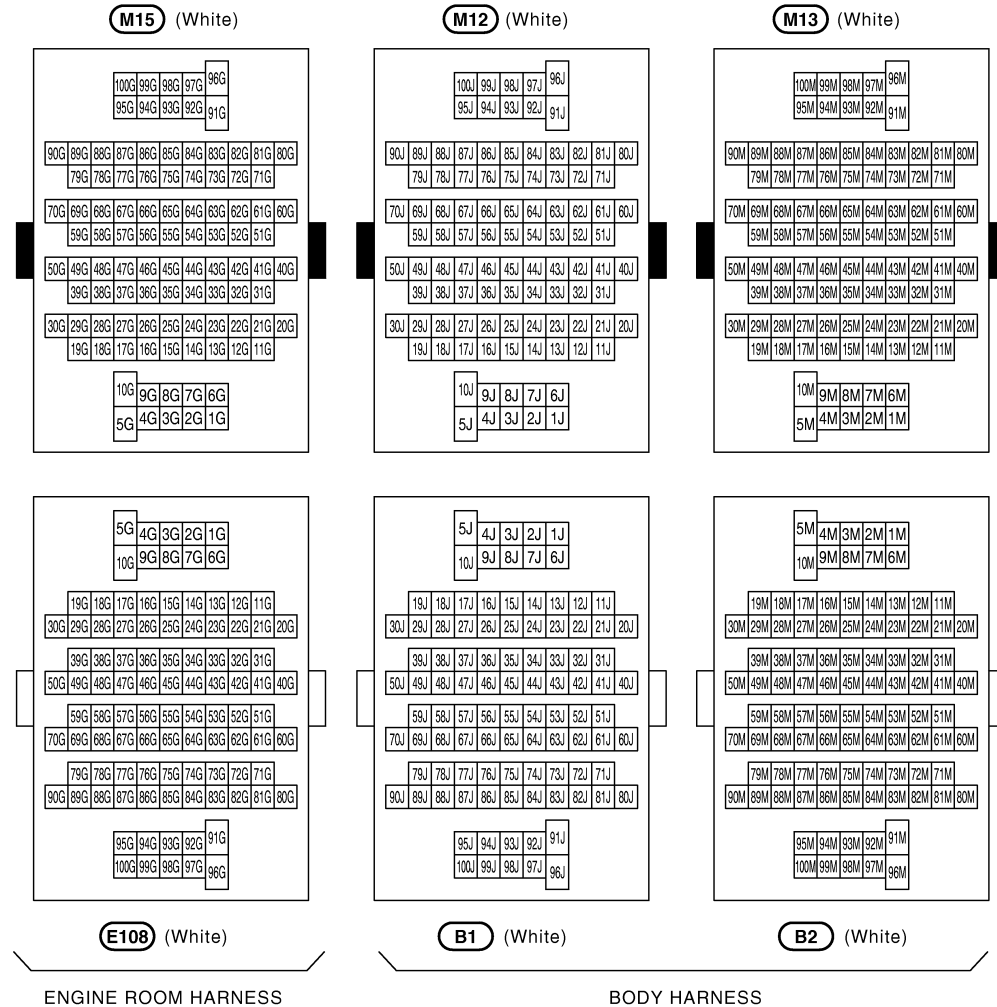 M15 (White) M12 (White) M13 (White)
100G 99G 98G 97G 96G 100J 99J 98J 97J 96J 100M 99M 98M 97M 96M
95G 94G 93G 92G 91G 95J 94J 93J 92J 91J 95M 94M 93M 92M 91M
90G 89G 88G 87G 86G 85G 84G 83G 82G 81G 80G 90J 89J 88J 87J 86J 85J 84J 83J 82J 81J 80J 90M 89M 88M 87M 86M 85M 84M 83M 82M 81M 80M
79G 78G 77G 76G 75G 74G 73G 72G 71G 79J 78J 77J 76J 75J 74J 73J 72J 71J 79M 78M 77M 76M 75M 74M 73M 72M 71M
70G 69G 68G 67G 66G 65G 64G 63G 62G 61G 60G 70J 69J 68J 67J 66J 65J 64J 63J 62J 61J 60J 70M 69M 68M 67M 66M 65M 64M 63M 62M 61M 60M
59G 58G 57G 56G 55G 54G 53G 52G 51G 59J 58J 57J 56J 55J 54J 53J 52J 51J 59M 58M 57M 56M 55M 54M 53M 52M 51M
50G 49G 48G 47G 46G 45G 44G 43G 42G 41G 40G 50J 49J 48J 47J 46J 45J 44J 43J 42J 41J 40J 50M 49M 48M 47M 46M 45M 44M 43M 42M 41M 40M
39G 38G 37G 36G 35G 34G 33G 32G 31G 39J 38J 37J 36J 35J 34J 33J 32J 31J 39M 38M 37M 36M 35M 34M 33M 32M 31M
30G 29G 28G 27G 26G 25G 24G 23G 22G 21G 20G 30J 29J 28J 27J 26J 25J 24J 23J 22J 21J 20J 30M 29M 28M 27M 26M 25M 24M 23M 22M 21M 20M
19G 18G 17G 16G 15G 14G 13G 12G 11G 19J 18J 17J 16J 15J 14J 13J 12J 11J 19M 18M 17M 16M 15M 14M 13M 12M 11M
10G 9G 8G 7G 6G 10J 9J 8J 7J 6J 10M 9M 8M 7M 6M
5G 4G 3G 2G 1G 5J 4J 3J 2J 1J 5M 4M 3M 2M 1M
5G 4G 3G 2G 1G 5J 4J 3J 2J 1J 5M 4M 3M 2M 1M
10G 9G 8G 7G 6G 10J 9J 8J 7J 6J 10M 9M 8M 7M 6M
19G 18G 17G 16G 15G 14G 13G 12G 11G 19J 18J 17J 16J 15J 14J 13J 12J 11J 19M 18M 17M 16M 15M 14M 13M 12M 11M
30G 29G 28G 27G 26G 25G 24G 23G 22G 21G 20G 30J 29J 28J 27J 26J 25J 24J 23J 22J 21J 20J 30M 29M 28M 27M 26M 25M 24M 23M 22M 21M 20M
39G 38G 37G 36G 35G 34G 33G 32G 31G 39J 38J 37J 36J 35J 34J 33J 32J 31J 39M 38M 37M 36M 35M 34M 33M 32M 31M
50G 49G 48G 47G 46G 45G 44G 43G 42G 41G 40G 50J 49J 48J 47J 46J 45J 44J 43J 42J 41J 40J 50M 49M 48M 47M 46M 45M 44M 43M 42M 41M 40M
59G 58G 57G 56G 55G 54G 53G 52G 51G 59J 58J 57J 56J 55J 54J 53J 52J 51J 59M 58M 57M 56M 55M 54M 53M 52M 51M
70G 69G 68G 67G 66G 65G 64G 63G 62G 61G 60G 70J 69J 68J 67J 66J 65J 64J 63J 62J 61J 60J 70M 69M 68M 67M 66M 65M 64M 63M 62M 61M 60M
79G 78G 77G 76G 75G 74G 73G 72G 71G 79J 78J 77J 76J 75J 74J 73J 72J 71J 79M 78M 77M 76M 75M 74M 73M 72M 71M
90G 89G 88G 87G 86G 85G 84G 83G 82G 81G 80G 90J 89J 88J 87J 86J 85J 84J 83J 82J 81J 80J 90M 89M 88M 87M 86M 85M 84M 83M 82M 81M 80M
95G 94G 93G 92G 91G 95J 94J 93J 92J 91J 95M 94M 93M 92M 91M
100G 99G 98G 97G 96G 100J 99J 98J 97J 96J 100M 99M 98M 97M 96M
E108 (White) B1 (White) B2 (White)
ENGINE ROOM HARNESS BODY HARNESS